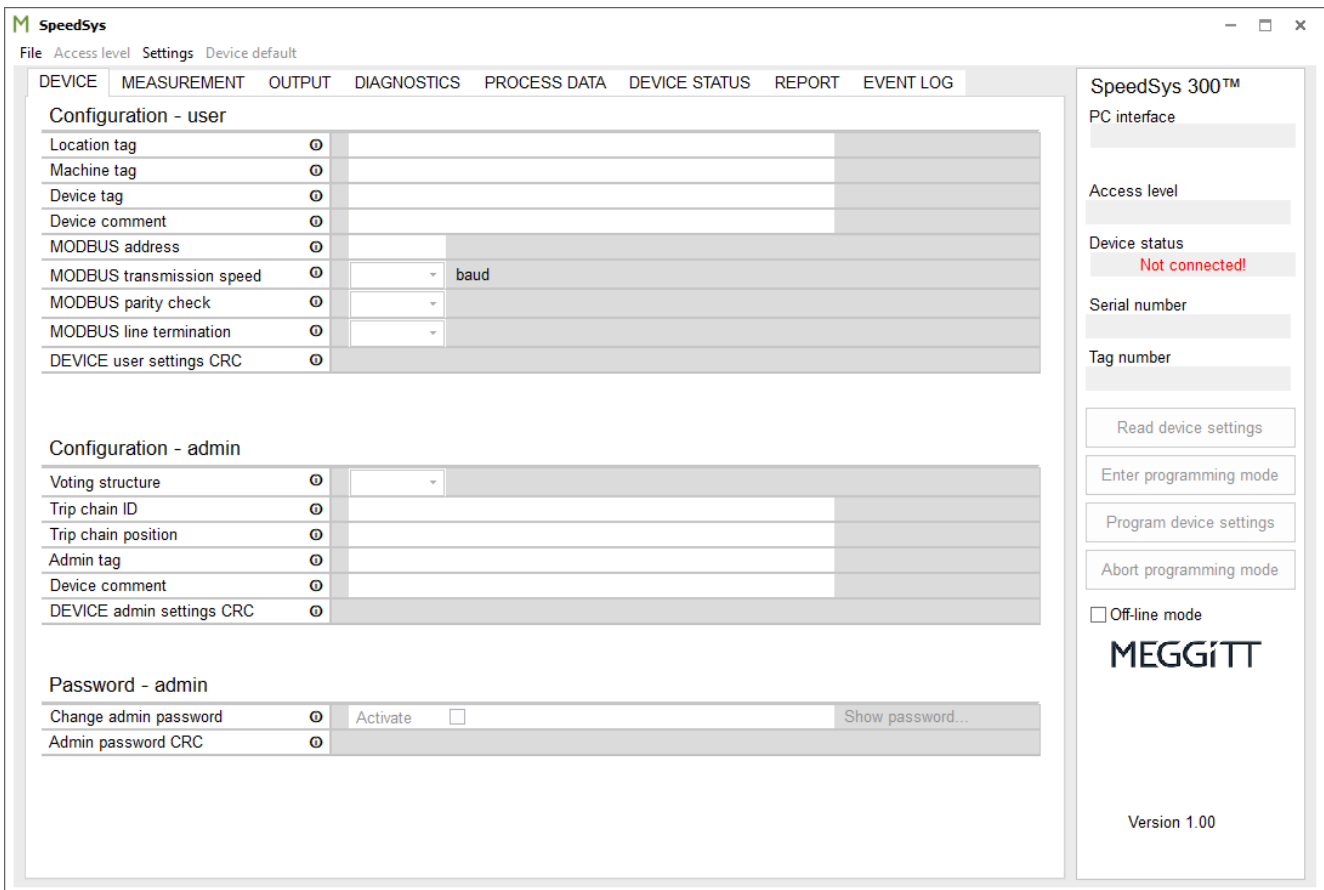 SpeedSys
File Access level Settings Device default
DEVICE MEASUREMENT OUTPUT DIAGNOSTICS PROCESS DATA DEVICE STATUS REPORT EVENT LOG
Configuration - user
Location tag
Machine tag
Device tag
Device comment
MODBUS address
MODBUS transmission speed baud
MODBUS parity check
MODBUS line termination
DEVICE user settings CRC
Configuration - admin
Voting structure
Trip chain ID
Trip chain position
Admin tag
Device comment
DEVICE admin settings CRC
Password - admin
Change admin password Activate Show password...
Admin password CRC
SpeedSys 300™
PC interface
Access level
Device status
Not connected!
Serial number
Tag number
Read device settings
Enter programming mode
Program device settings
Abort programming mode
Off-line mode
MEGGiTT
Version 1.00